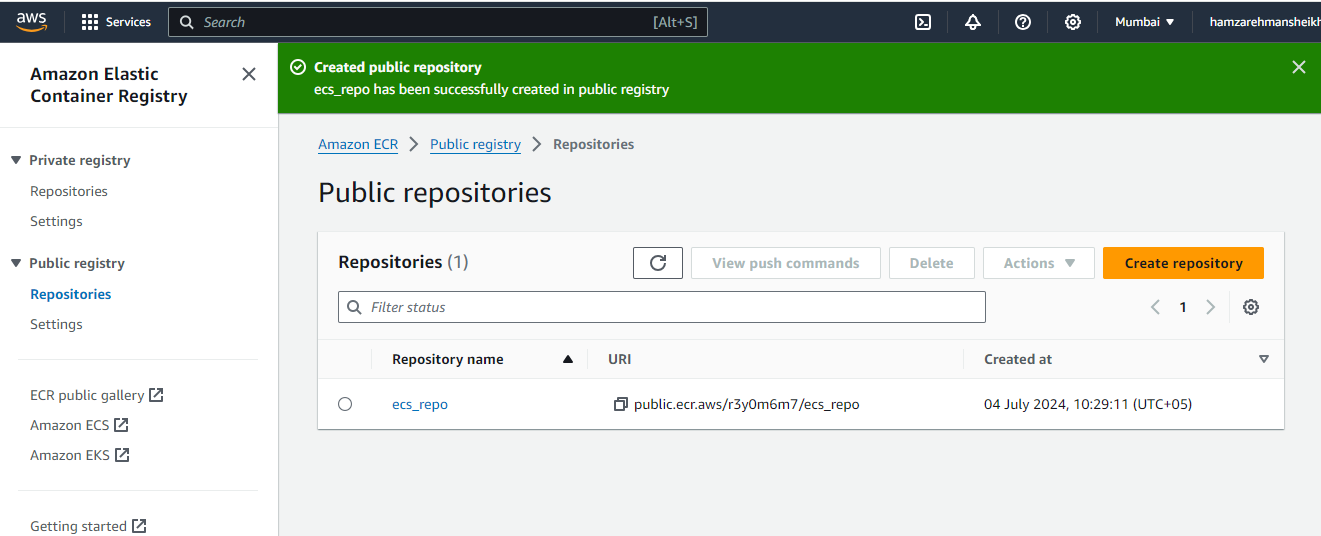 aws
Services
Search
[Alt+S]
Mumbai
hamzarehmansheikh
Amazon Elastic
Container Registry
Private registry
Repositories
Settings
Public registry
Repositories
Settings
ECR public gallery
Amazon ECS
Amazon EKS
Getting started
Created public repository
ecs_repo has been successfully created in public registry
Amazon ECR > Public registry > Repositories
Public repositories
Repositories (1)
View push commands
Delete
Actions
Create repository
Filter status
1
Repository name
URI
Created at
ecs_repo
public.ecr.aws/r3y0m6m7/ecs_repo
04 July 2024, 10:29:11 (UTC+05)